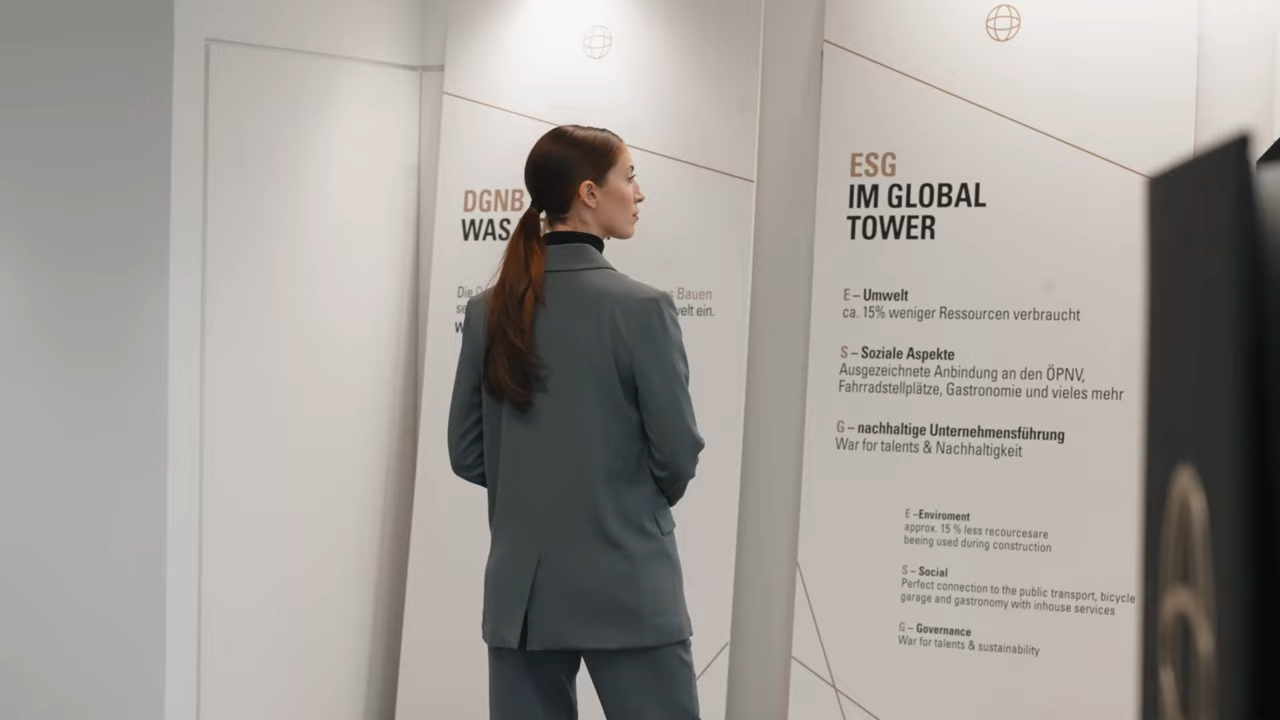 DGNB
WAS
Die
s Bauen
se
velt ein.
W
ESG
IM GLOBAL
TOWER
E – Umwelt
ca. 15% weniger Ressourcen verbraucht
S – Soziale Aspekte
Ausgezeichnete Anbindung an den ÖPNV,
Fahrradstellplätze, Gastronomie und vieles mehr
G – nachhaltige Unternehmensführung
War for talents & Nachhaltigkeit
E –Enviroment
approx. 15 % less recourcesare
beeing used during construction
S – Social
Perfect connection to the public transport, bicycle
garage and gastronomy with inhouse services
G – Governance
War for talents & sustainability